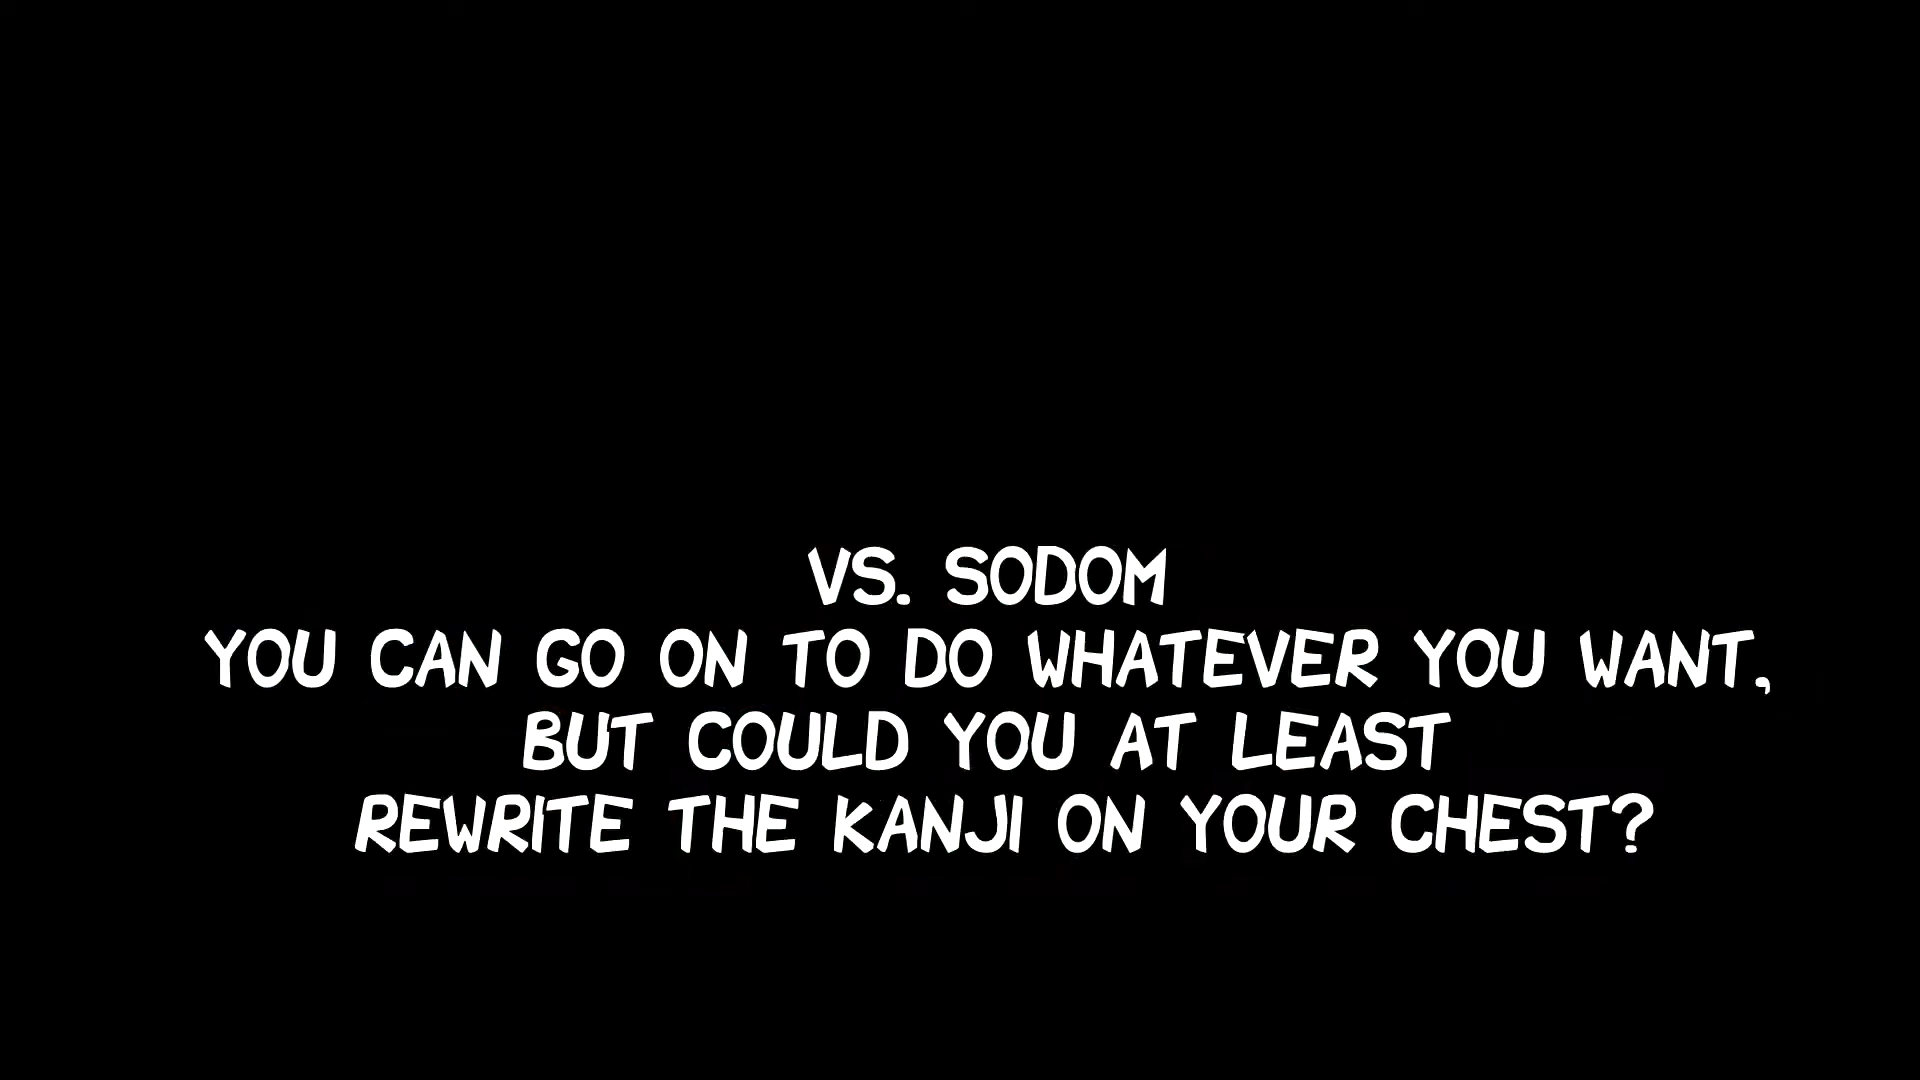 VS. SODOM
YOU CAN GO ON TO DO WHATEVER YOU WANT,
BUT COULD YOU AT LEAST
REWRITE THE KANJI ON YOUR CHEST?